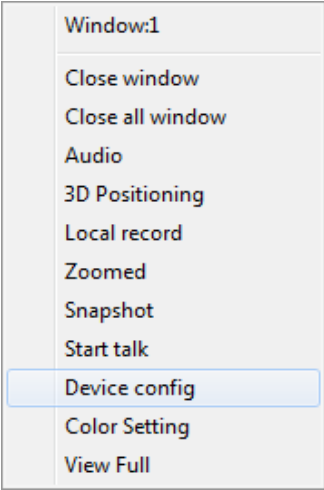 Window:1
Close window
Close all window
Audio
3D Positioning
Local record
Zoomed
Snapshot
Start talk
Device config
Color Setting
View Full